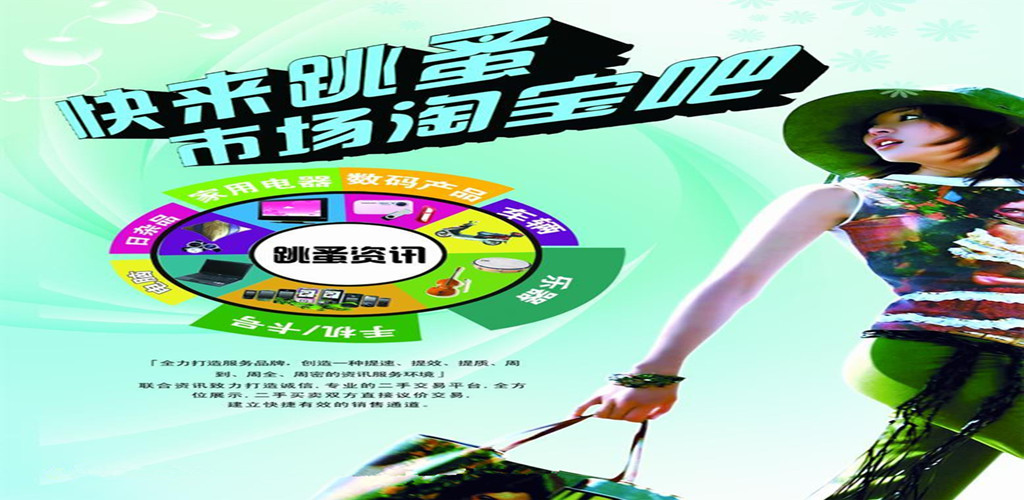 快来跳蚤
市场淘宝吧
家用电器
数码产品
车辆
日杂品
跳蚤资讯
乐器
电脑
手机/卡号
「全力打造服务品牌，创造一种提速、提效、提质、周
到、周全、周密的资讯服务环境」
联合资讯致力打造诚信，专业的二手交易平台，全方
位展示，二手买卖双方直接议价交易，
建立快捷有效的销售通道。